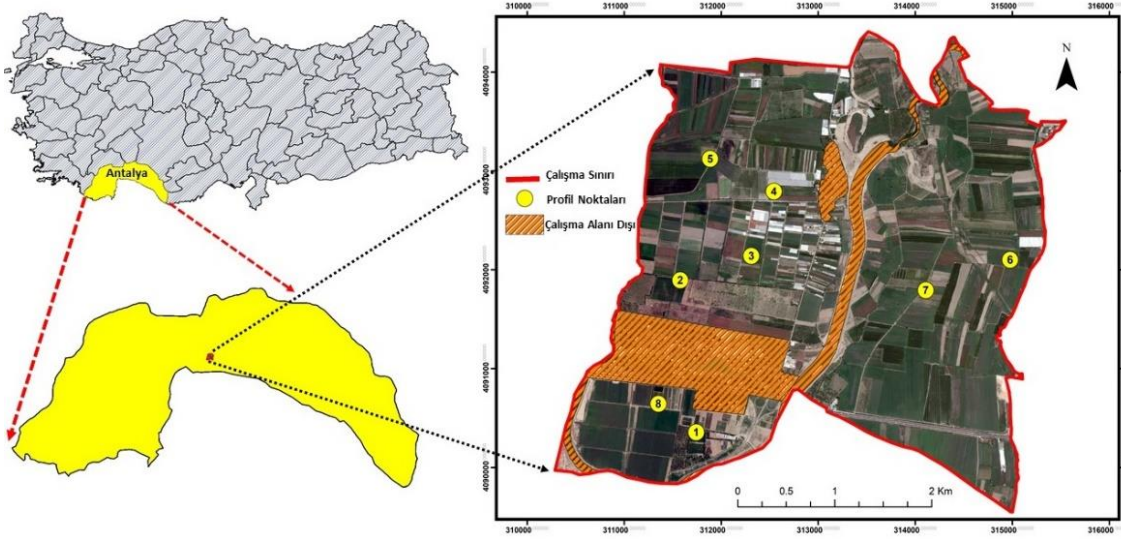 310000 311000 312000 313000 314000 315000 316000
Antalya
N
4094000
4093000
4092000
4091000
4090000
Çalışma Sınırı
Profil Noktaları
Çalışma Alanı Dışı
5
4
3
6
2
7
8
1
0 0.5 1 2 Km
310000 311000 312000 313000 314000 315000 316000